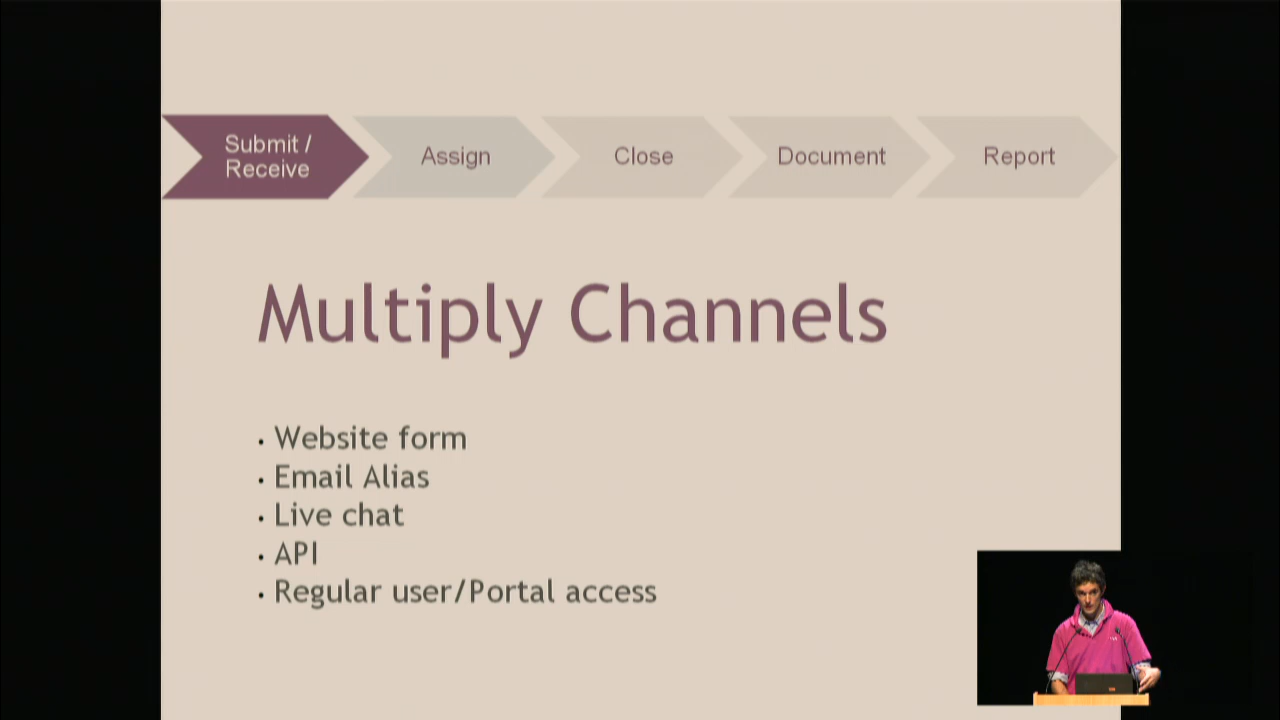 Submit /
Receive
Assign
Close
Document
Report
Multiply Channels
• Website form
• Email Alias
• Live chat
• API
• Regular user/Portal access